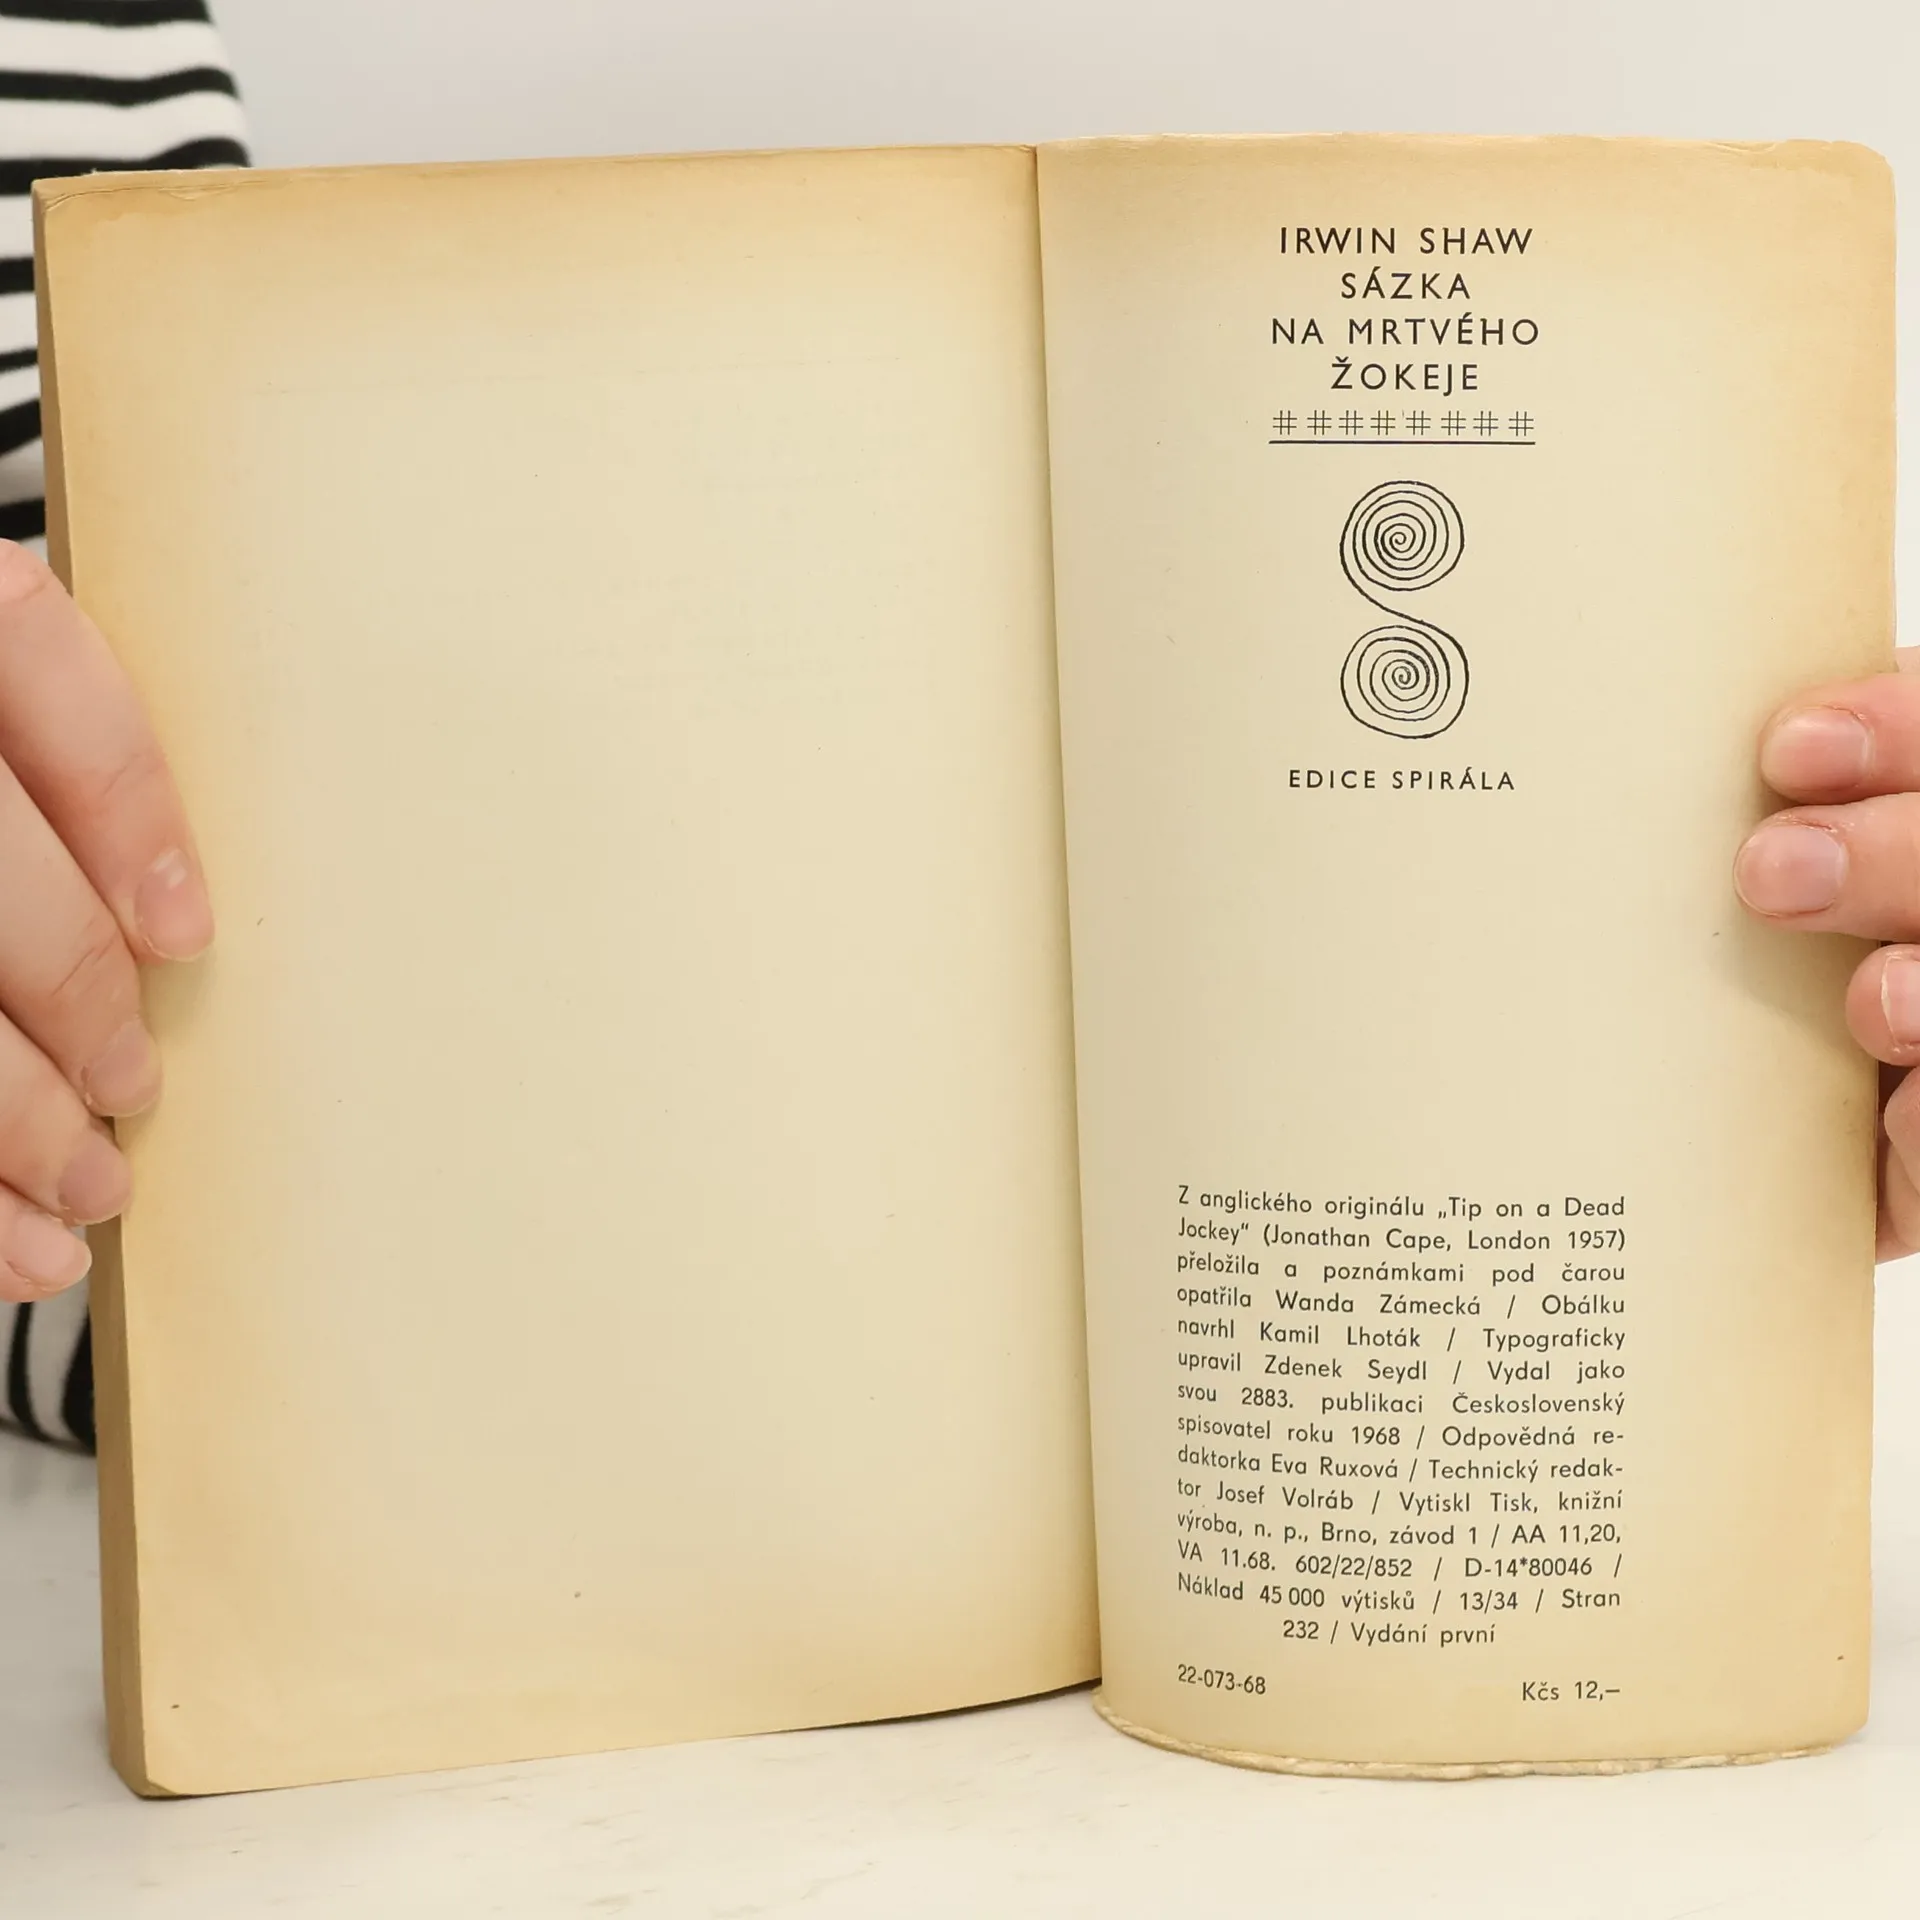 IRWIN SHAW
SÁZKA
NA MRTVÉHO
ŽOKEJE
########
EDICE SPIRÁLA
Z anglického originálu „Tip on a Dead
Jockey“ (Jonathan Cape, London 1957)
přeložila a poznámkami pod čarou
opatřila Wanda Zámecká / Obálku
navrhl Kamil Lhoták / Typograficky
upravil Zdenek Seydl / Vydal jako
svou 2883. publikaci Československý
spisovatel roku 1968 / Odpovědná re-
daktorka Eva Ruxová / Technický redak-
tor Josef Volráb / Vytiskl Tisk, knižní
výroba, n. p., Brno, závod 1 / AA 11,20,
VA 11.68. 602/22/852 / D-14*80046 /
Náklad 45 000 výtisků / 13/34 / Stran
232 / Vydání první
22-073-68 Kčs 12,—